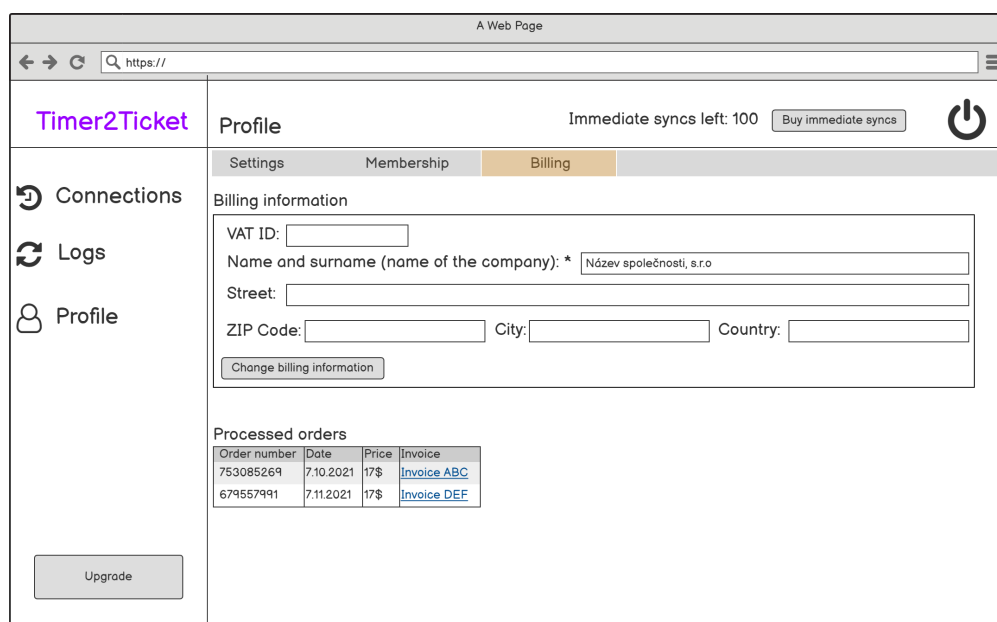 A Web Page
https://
Timer2Ticket
Profile
Immediate syncs left: 100
Buy immediate syncs
Settings
Membership
Billing
Connections
Logs
Profile
Upgrade
Billing information
VAT ID:
Name and surname (name of the company): * Název společnosti, s.r.o
Street:
ZIP Code: City: Country:
Change billing information
Processed orders
Order number Date Price Invoice
753085269 7.10.2021 17$ Invoice ABC
679557991 7.11.2021 17$ Invoice DEF